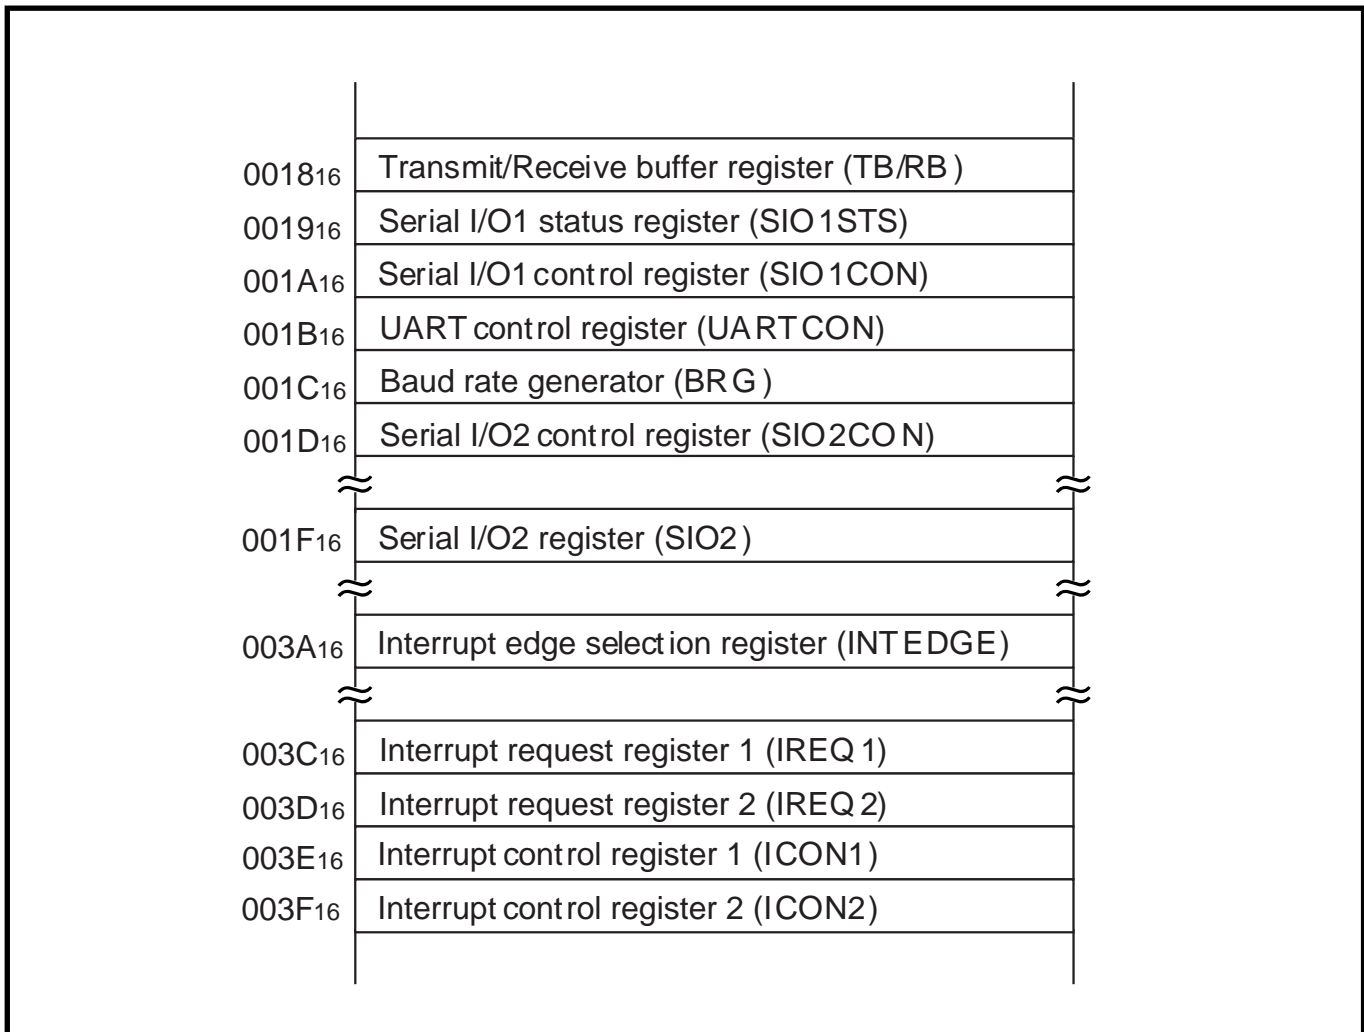 0018₁₆ Transmit/Receive buffer register (TB/RB)
0019₁₆ Serial I/O1 status register (SIO1STS)
001A₁₆ Serial I/O1 control register (SIO1CON)
001B₁₆ UART control register (UARTCON)
001C₁₆ Baud rate generator (BRG)
001D₁₆ Serial I/O2 control register (SIO2CON)
001F₁₆ Serial I/O2 register (SIO2)
003A₁₆ Interrupt edge selection register (INTEDGE)
003C₁₆ Interrupt request register 1 (IREQ1)
003D₁₆ Interrupt request register 2 (IREQ2)
003E₁₆ Interrupt control register 1 (ICON1)
003F₁₆ Interrupt control register 2 (ICON2)